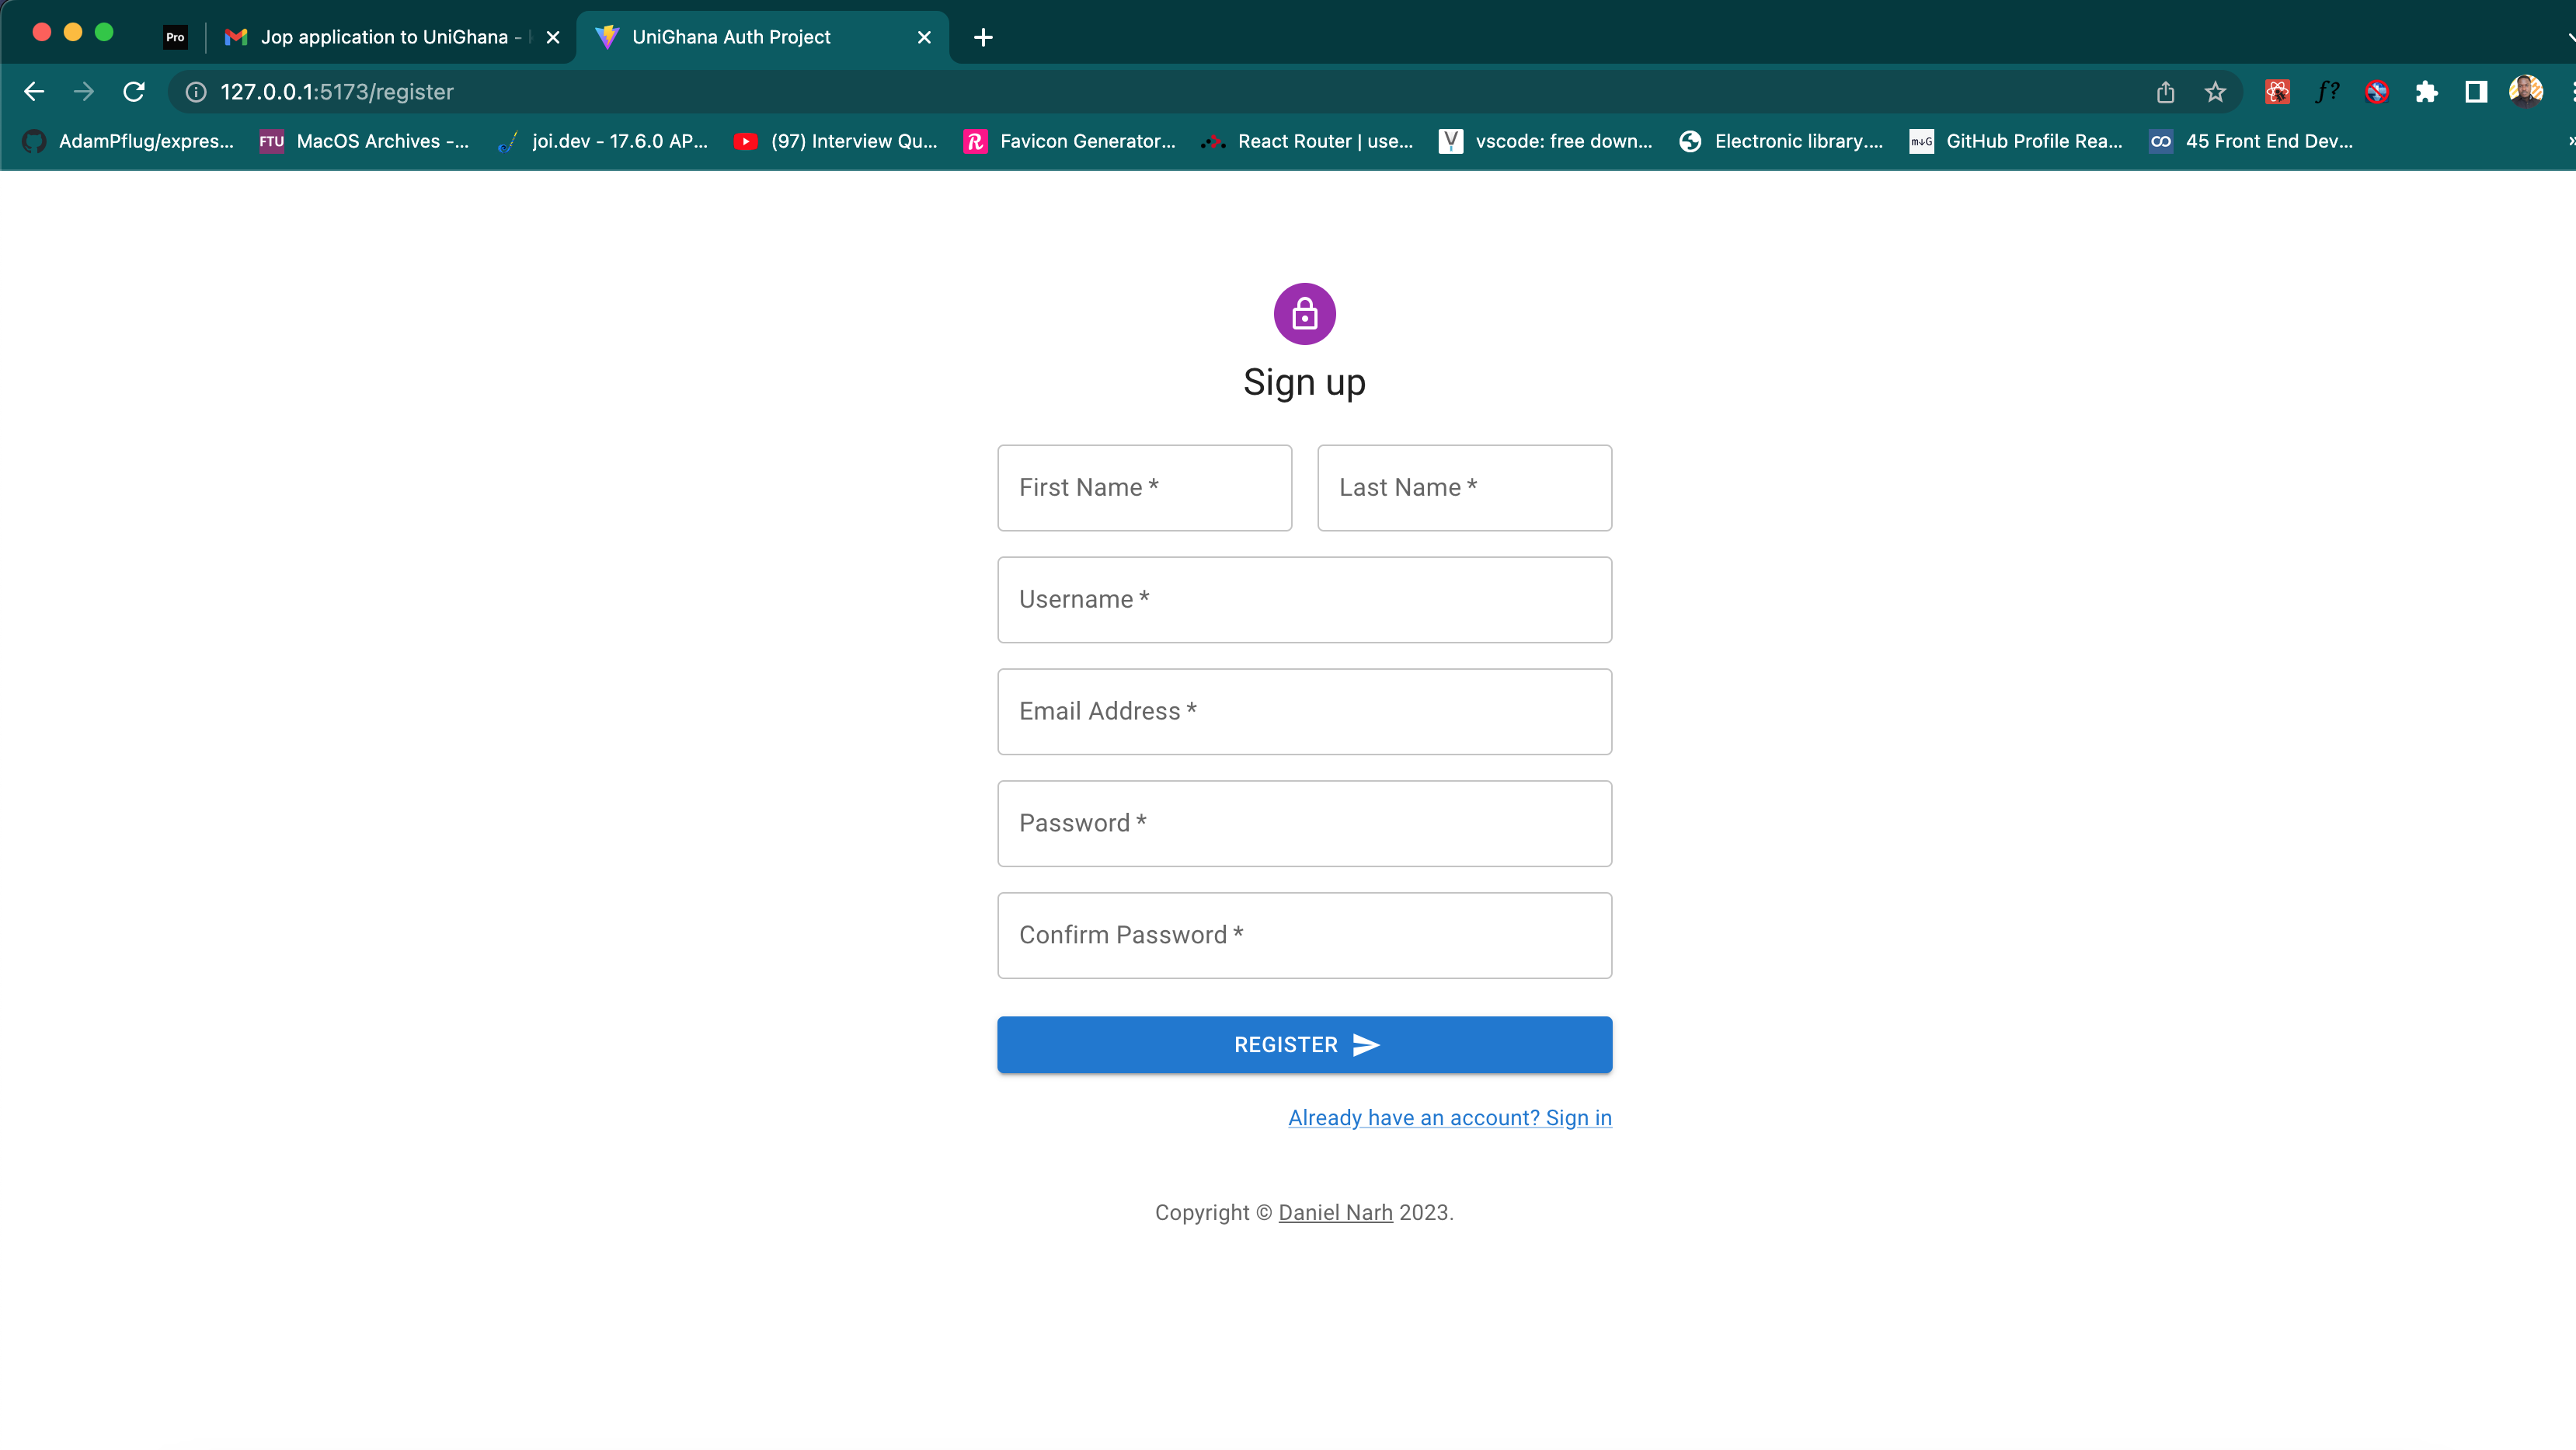 Pro
Jop application to UniGhana -
UniGhana Auth Project
127.0.0.1:5173/register
f?
AdamPflug/expres...
FTU MacOS Archives -...
joi.dev - 17.6.0 AP...
(97) Interview Qu...
R Favicon Generator...
React Router | use...
V vscode: free down...
Electronic library....
M↓G GitHub Profile Rea...
45 Front End Dev...
»
Sign up
First Name *
Last Name *
Username *
Email Address *
Password *
Confirm Password *
REGISTER
Already have an account? Sign in
Copyright © Daniel Narh 2023.